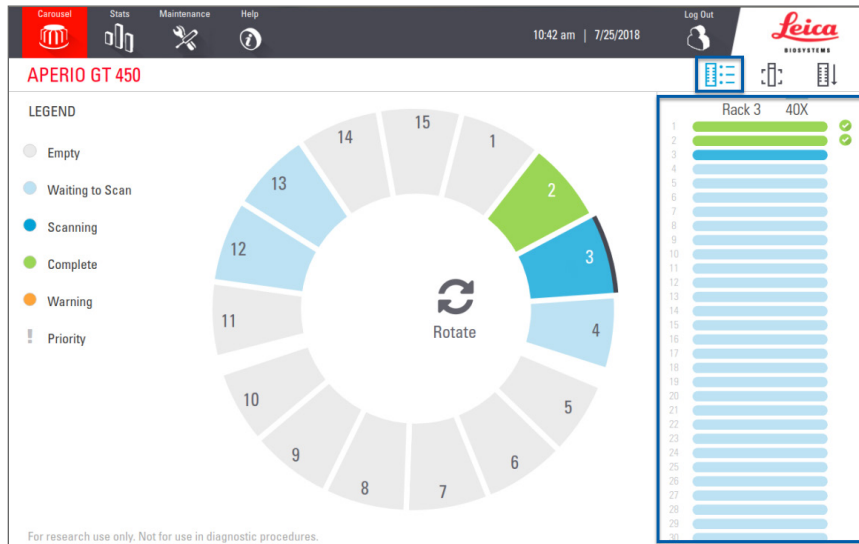 Carousel Stats Maintenance Help
10:42 am | 7/25/2018
Log Out
Leica
BIOSYSTEMS
APERIO GT 450
LEGEND
Empty
Waiting to Scan
Scanning
Complete
Warning
! Priority
15
14
1
13
2
12
3
11
4
10
5
9
6
8
7
Rotate
For research use only. Not for use in diagnostic procedures.
Rack 3 40X
1
2
3
4
5
6
7
8
9
10
11
12
13
14
15
16
17
18
19
20
21
22
23
24
25
26
27
28
29
30